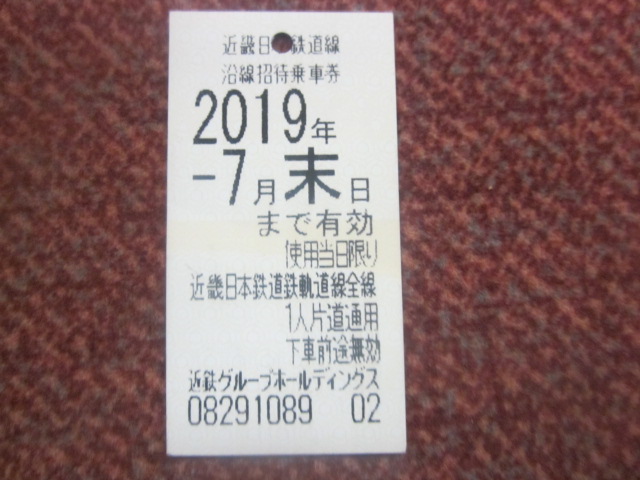 近畿日 鉄道線
沿線招待乗車券
2019年
-7月末日
まで有効
使用当日限り
近畿日本鉄道鉄軌道線全線
1人片道通用
下車前途無効
近鉄グループホールディングス
08291089 02